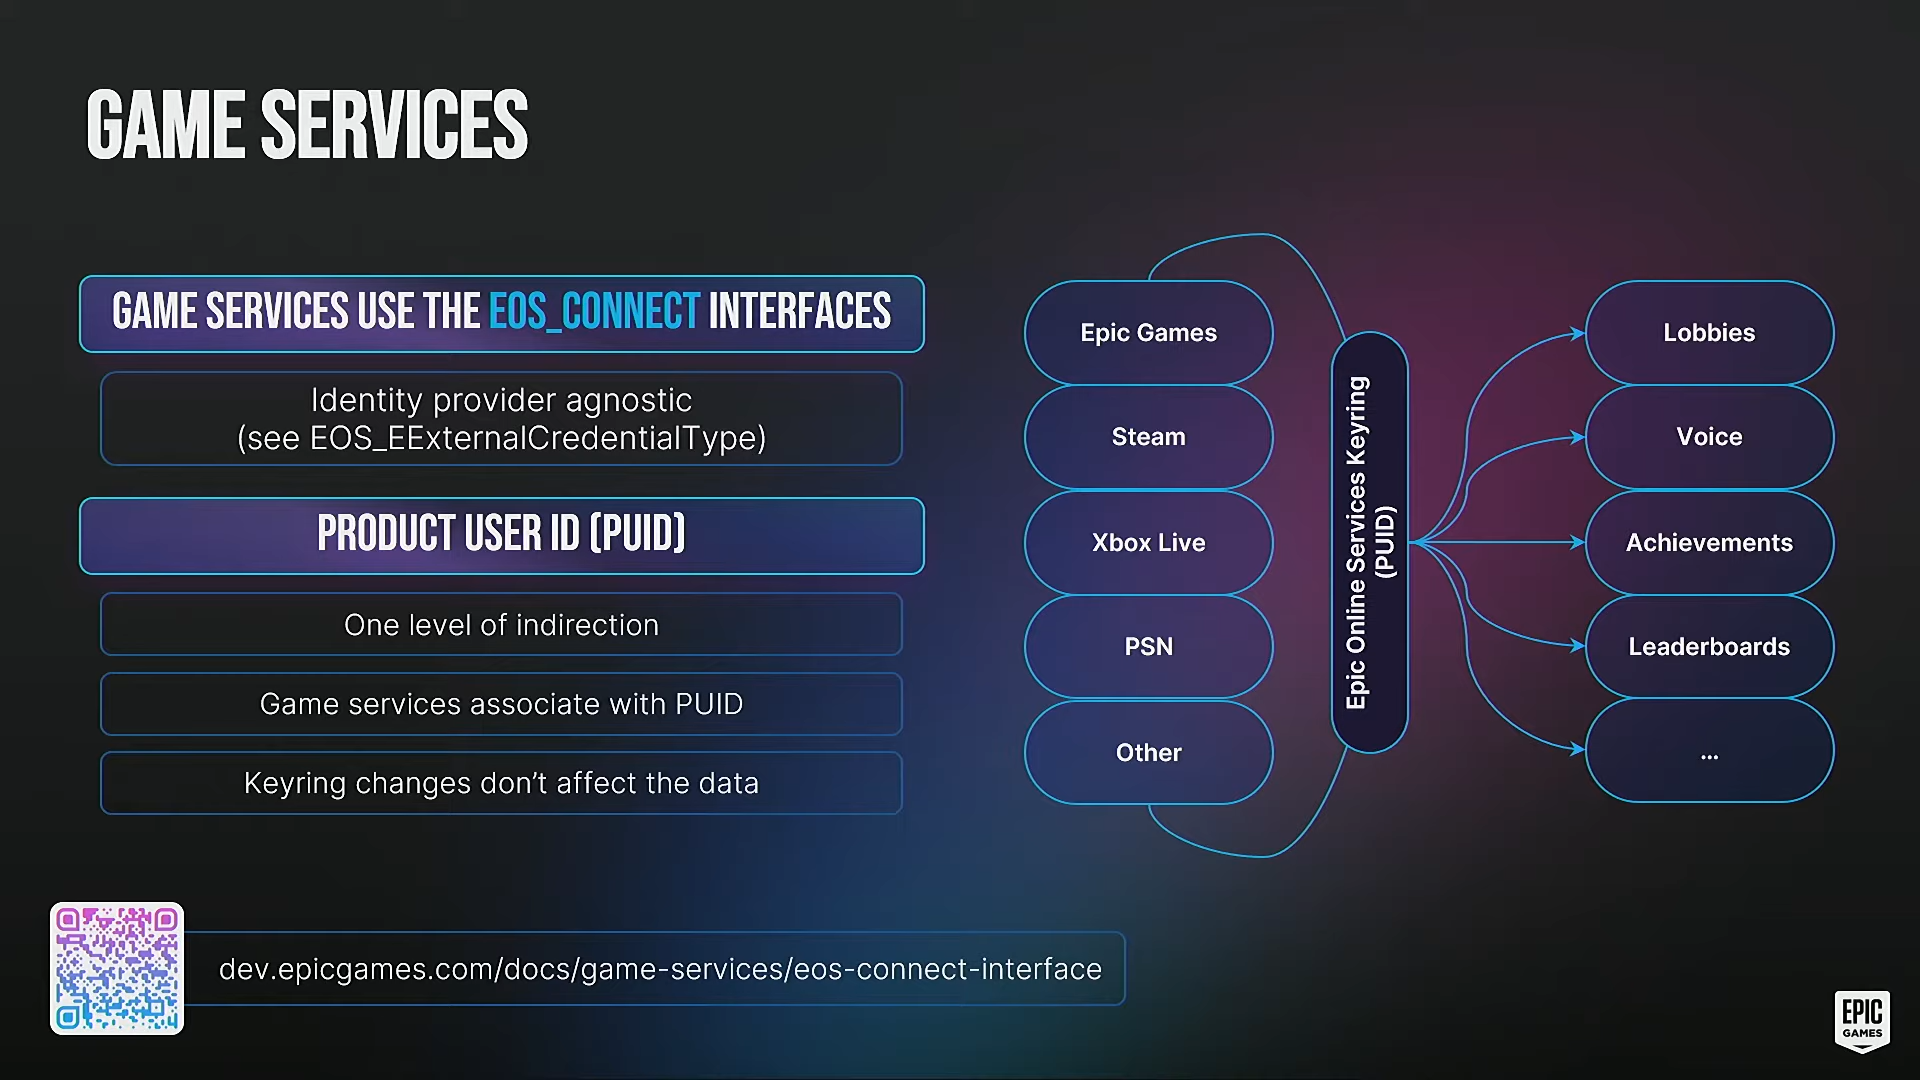 GAME SERVICES
GAME SERVICES USE THE EOS_CONNECT INTERFACES
Identity provider agnostic
(see EOS_EExternalCredentialType)
PRODUCT USER ID (PUID)
One level of indirection
Game services associate with PUID
Keyring changes don’t affect the data
Epic Games
Steam
Xbox Live
PSN
Other
Epic Online Services Keyring
(PUID)
Lobbies
Voice
Achievements
Leaderboards
...
dev.epicgames.com/docs/game-services/eos-connect-interface
EPIC
GAMES